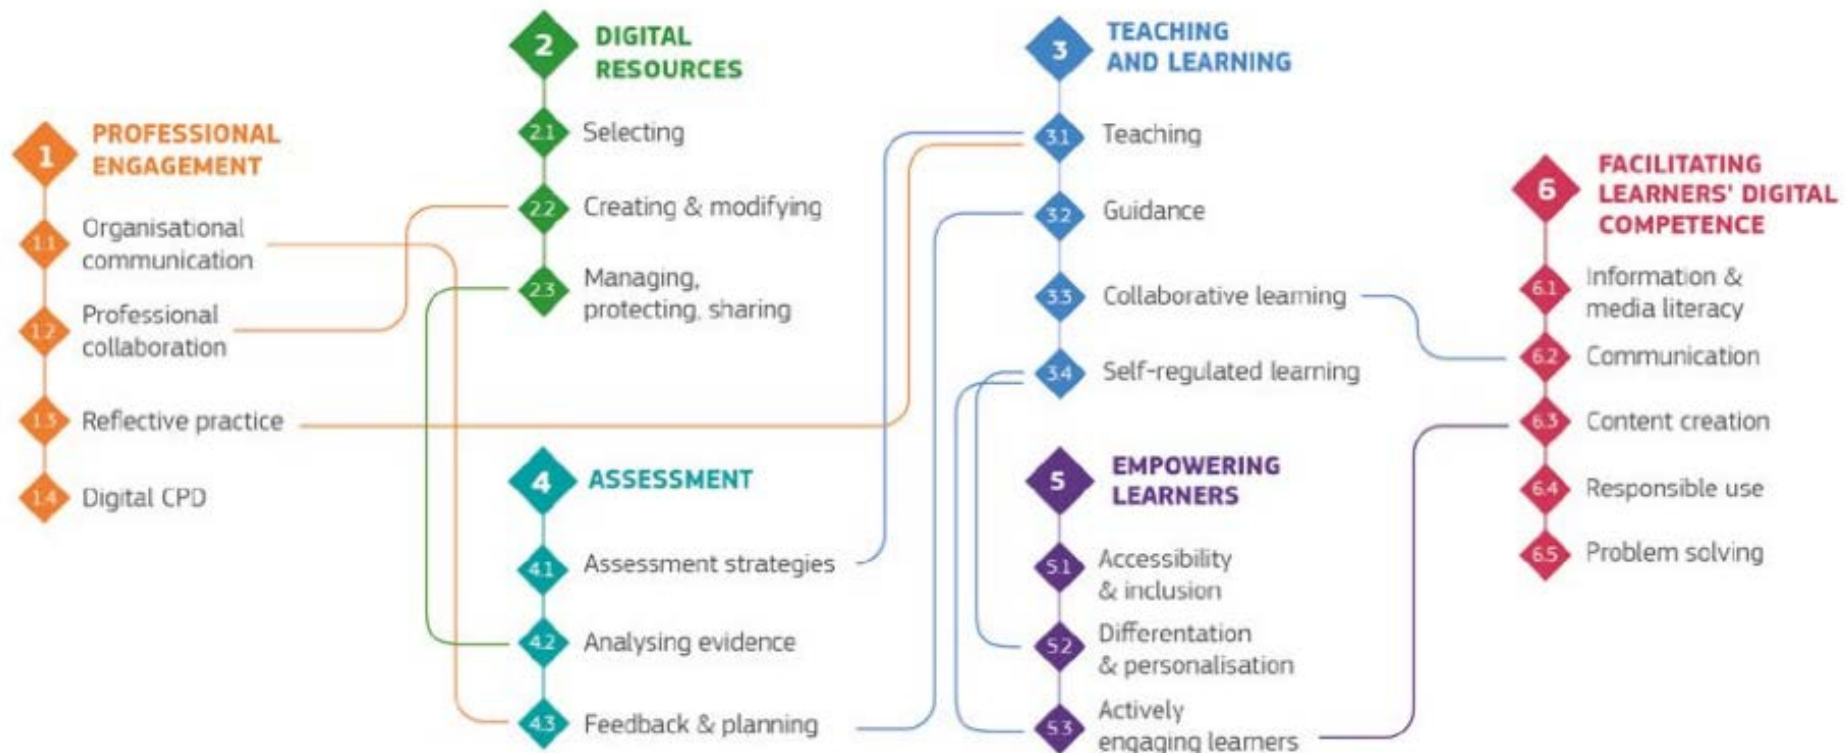 1
PROFESSIONAL
ENGAGEMENT
1.1
Organisational
communication
1.2
Professional
collaboration
1.3
Reflective practice
1.4
Digital CPD
2
DIGITAL
RESOURCES
2.1
Selecting
2.2
Creating & modifying
2.3
Managing,
protecting, sharing
3
TEACHING
AND LEARNING
3.1
Teaching
3.2
Guidance
3.3
Collaborative learning
3.4
Self-regulated learning
4
ASSESSMENT
4.1
Assessment strategies
4.2
Analysing evidence
4.3
Feedback & planning
5
EMPOWERING
LEARNERS
5.1
Accessibility
& inclusion
5.2
Differentation
& personalisation
5.3
Actively
engaging learners
6
FACILITATING
LEARNERS' DIGITAL
COMPETENCE
6.1
Information &
media literacy
6.2
Communication
6.3
Content creation
6.4
Responsible use
6.5
Problem solving